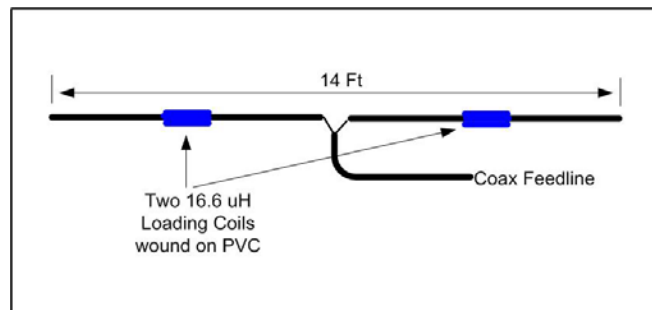 14 Ft
Coax Feedline
Two 16.6 uH
Loading Coils
wound on PVC